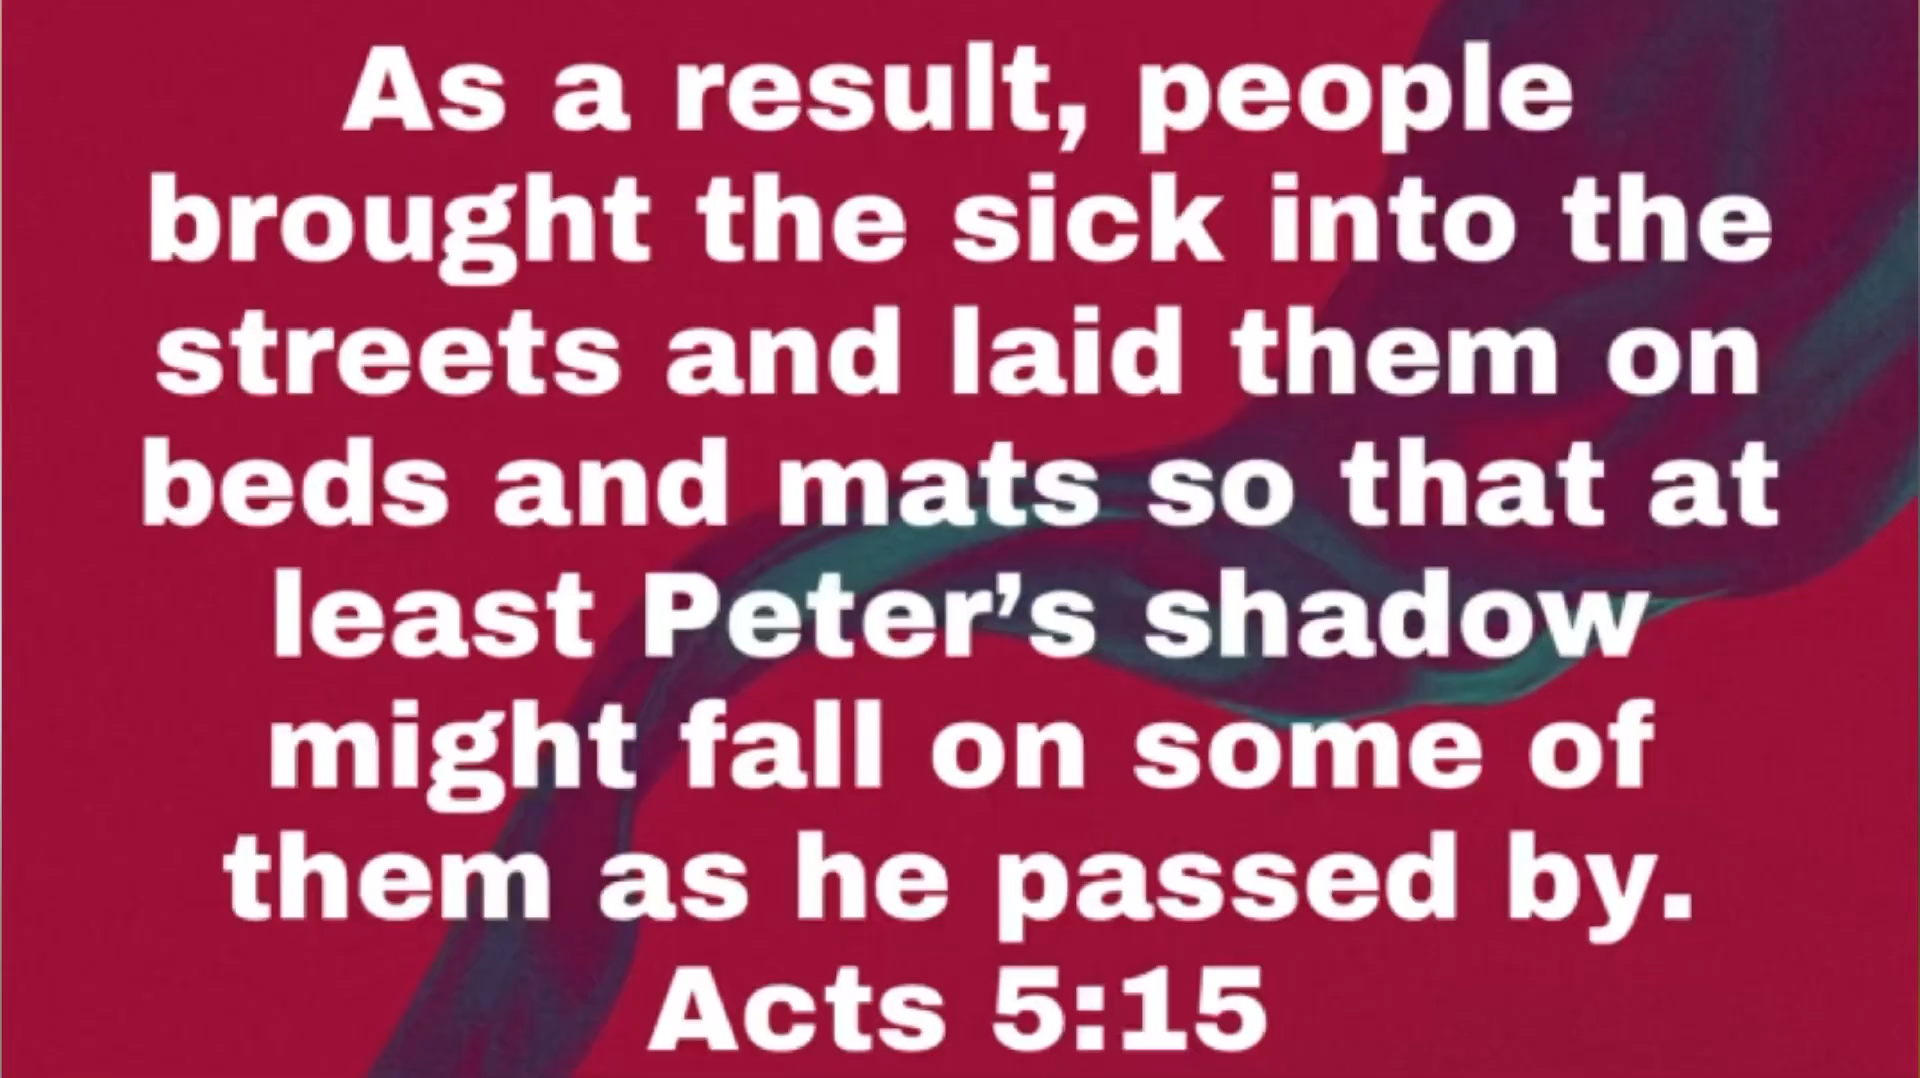 As a result, people
brought the sick into the
streets and laid them on
beds and mats so that at
least Peter’s shadow
might fall on some of
them as he passed by.
Acts 5:15